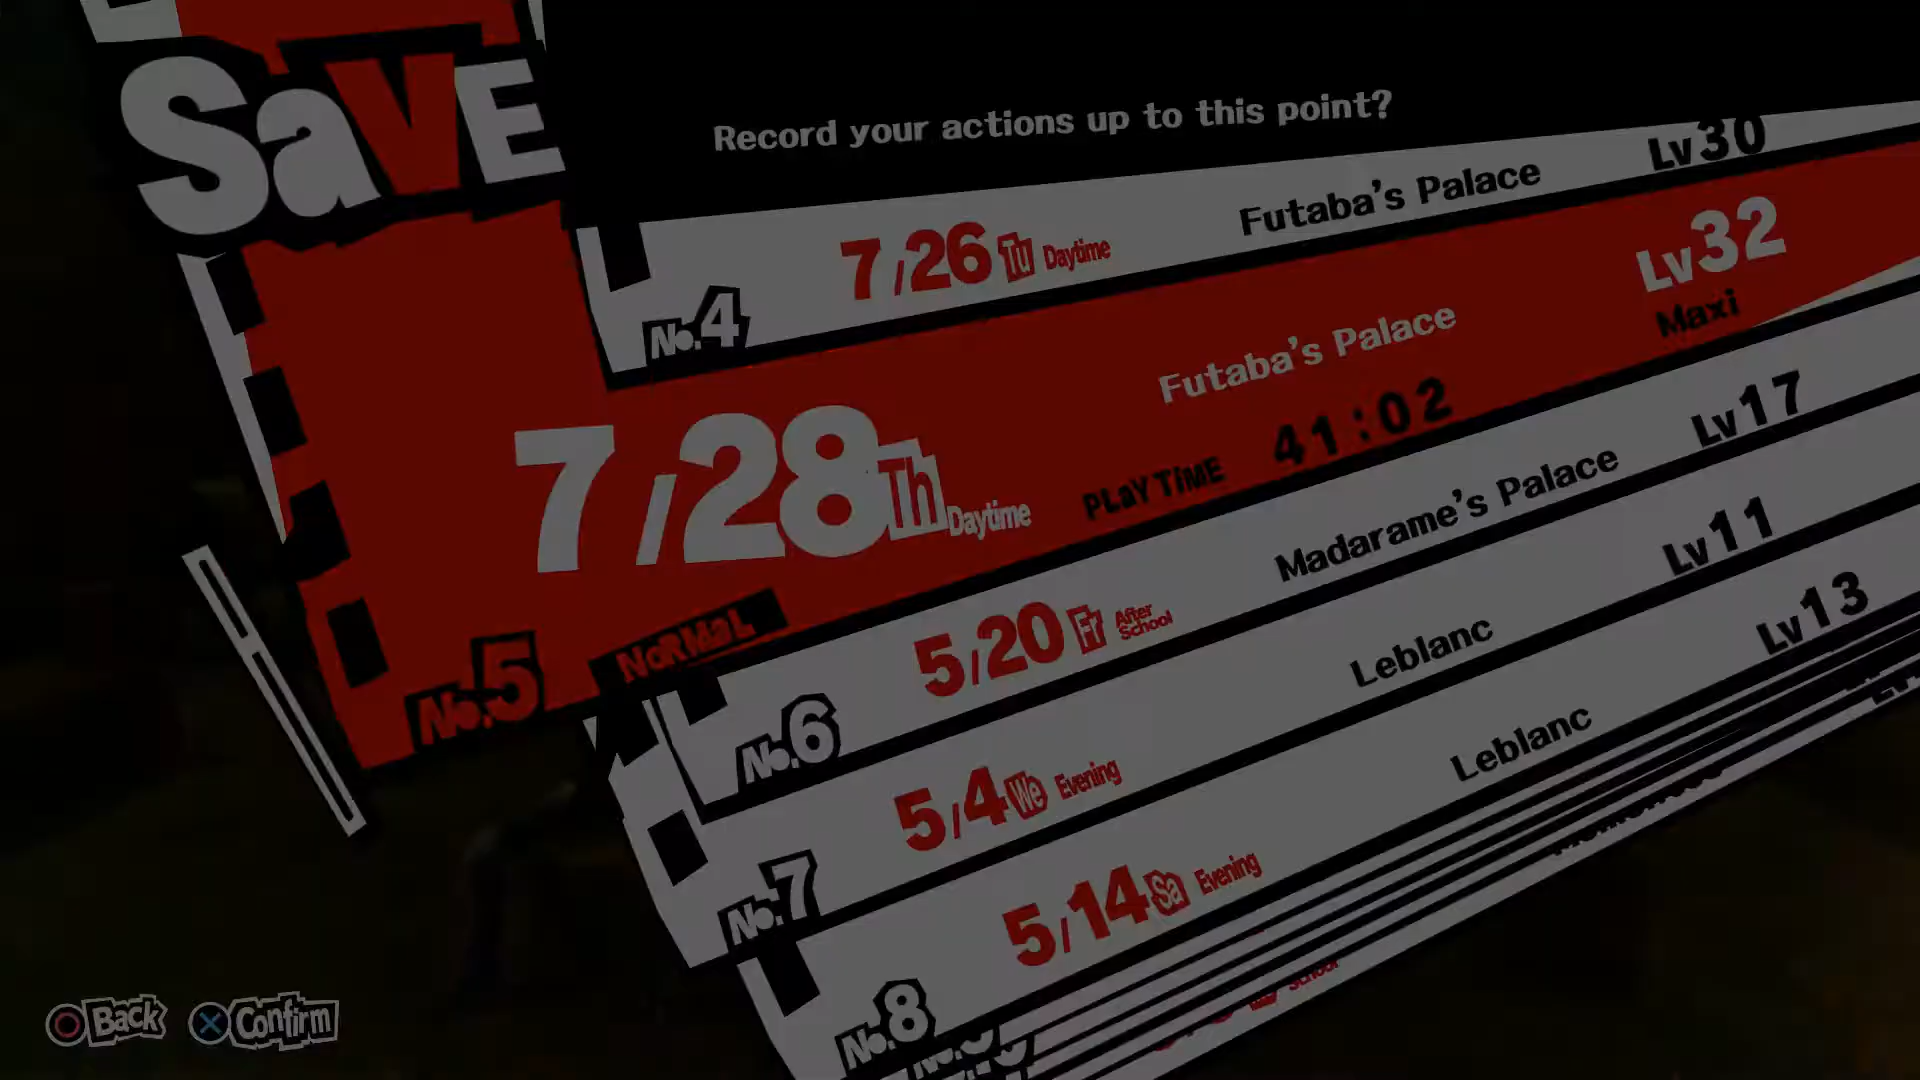 SaVE
Record your actions up to this point?
No.4 7/26 Tu Daytime Futaba's Palace Lv30
No.5 7/28 Th Daytime Futaba's Palace Lv32
Maxi
PLaY TiME 41:02
NoRMaL
No.6 5/20 Fr After School Madarame's Palace Lv17
No.7 5/4 We Evening Leblanc Lv11
No.8 5/14 Sa Evening Leblanc Lv13
School
Back Confirm